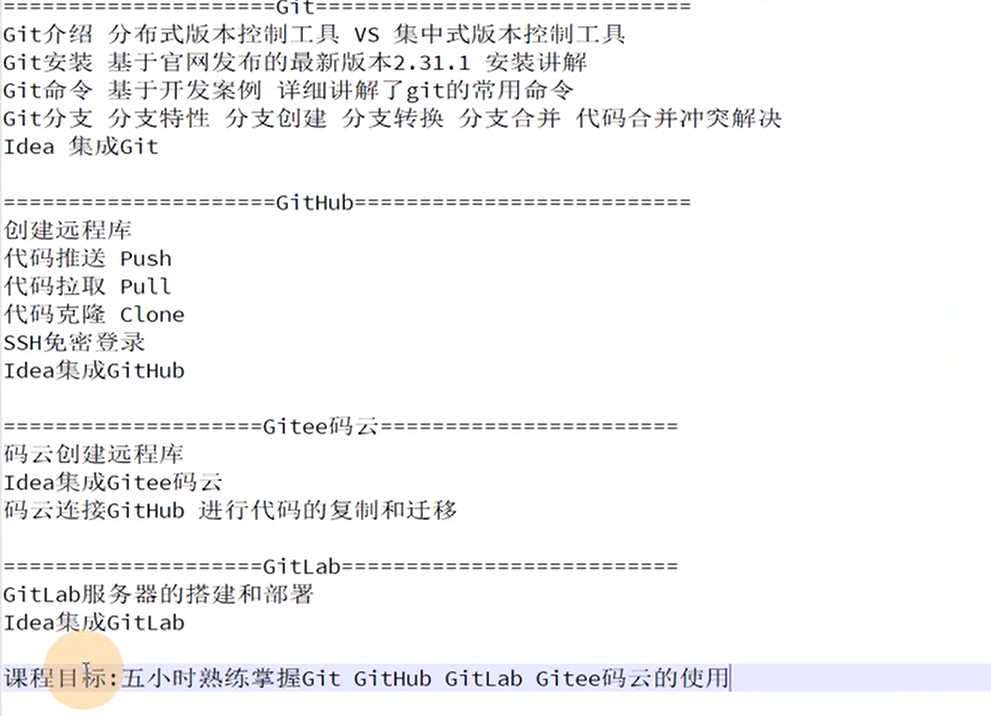 =====================Git=============================
Git介绍 分布式版本控制工具 VS 集中式版本控制工具
Git安装 基于官网发布的最新版本2.31.1 安装讲解
Git命令 基于开发案例 详细讲解了git的常用命令
Git分支 分支特性 分支创建 分支转换 分支合并 代码合并冲突解决
Idea 集成Git
=====================GitHub==========================
创建远程库
代码推送 Push
代码拉取 Pull
代码克隆 Clone
SSH免密登录
Idea集成GitHub
====================Gitee码云=======================
码云创建远程库
Idea集成Gitee码云
码云连接GitHub 进行代码的复制和迁移
====================GitLab==========================
GitLab服务器的搭建和部署
Idea集成GitLab
课程目标:五小时熟练掌握Git GitHub GitLab Gitee码云的使用